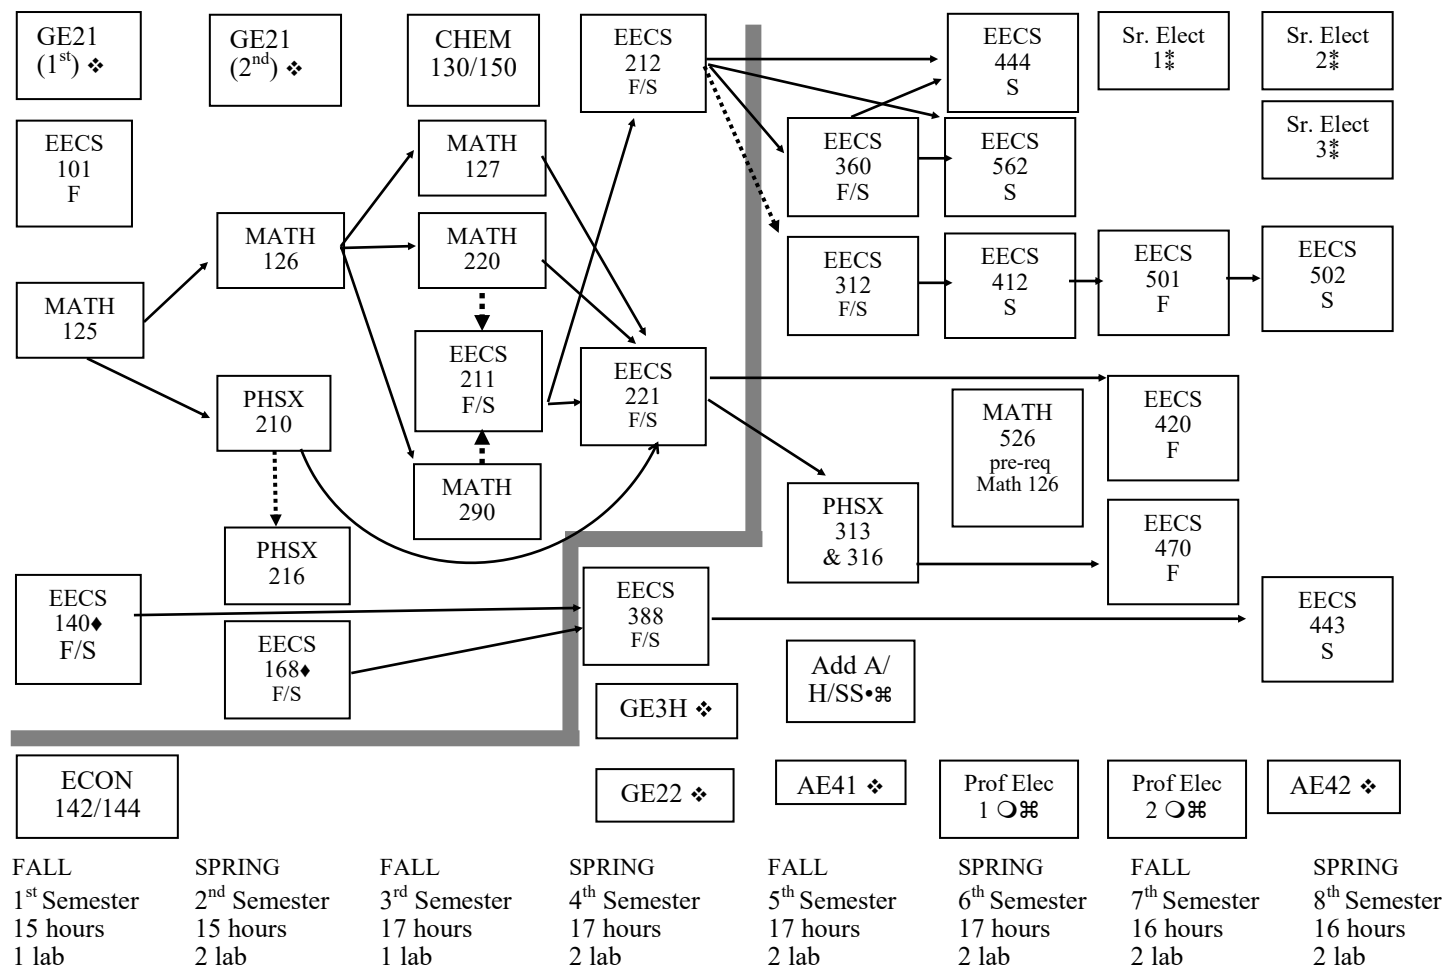 GE21
(1st) ❖
GE21
(2nd) ❖
CHEM
130/150
EECS
212
F/S
EECS
444
S
Sr. Elect
1⁑
Sr. Elect
2⁑
EECS
101
F
MATH
127
EECS
360
F/S
EECS
562
S
Sr. Elect
3⁑
MATH
126
MATH
220
EECS
312
F/S
EECS
412
S
EECS
501
F
EECS
502
S
MATH
125
EECS
211
F/S
EECS
221
F/S
PHSX
210
MATH
526
pre-req
Math 126
EECS
420
F
MATH
290
PHSX
313
& 316
EECS
470
F
PHSX
216
EECS
140♦
F/S
EECS
168♦
F/S
EECS
388
F/S
EECS
443
S
Add A/
H/SS•⌘
GE3H ❖
ECON
142/144
GE22 ❖
AE41 ❖
Prof Elec
1 ❍⌘
Prof Elec
2 ❍⌘
AE42 ❖
FALL
1st Semester
15 hours
1 lab
SPRING
2nd Semester
15 hours
2 lab
FALL
3rd Semester
17 hours
1 lab
SPRING
4th Semester
17 hours
2 lab
FALL
5th Semester
17 hours
2 lab
SPRING
6th Semester
17 hours
2 lab
FALL
7th Semester
16 hours
2 lab
SPRING
8th Semester
16 hours
2 lab